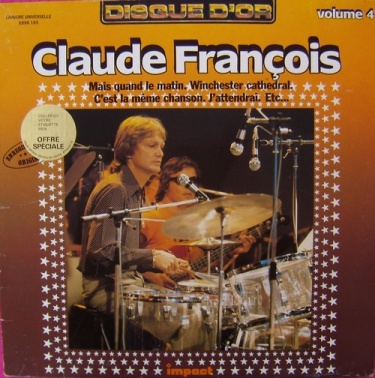 DISQUE D'OR
volume 4
Claude François
Mais quand le matin. Winchester cathedral.
C'est la même chanson. J'attendrai. Etc...
OFFRE
SPÉCIALE
impact